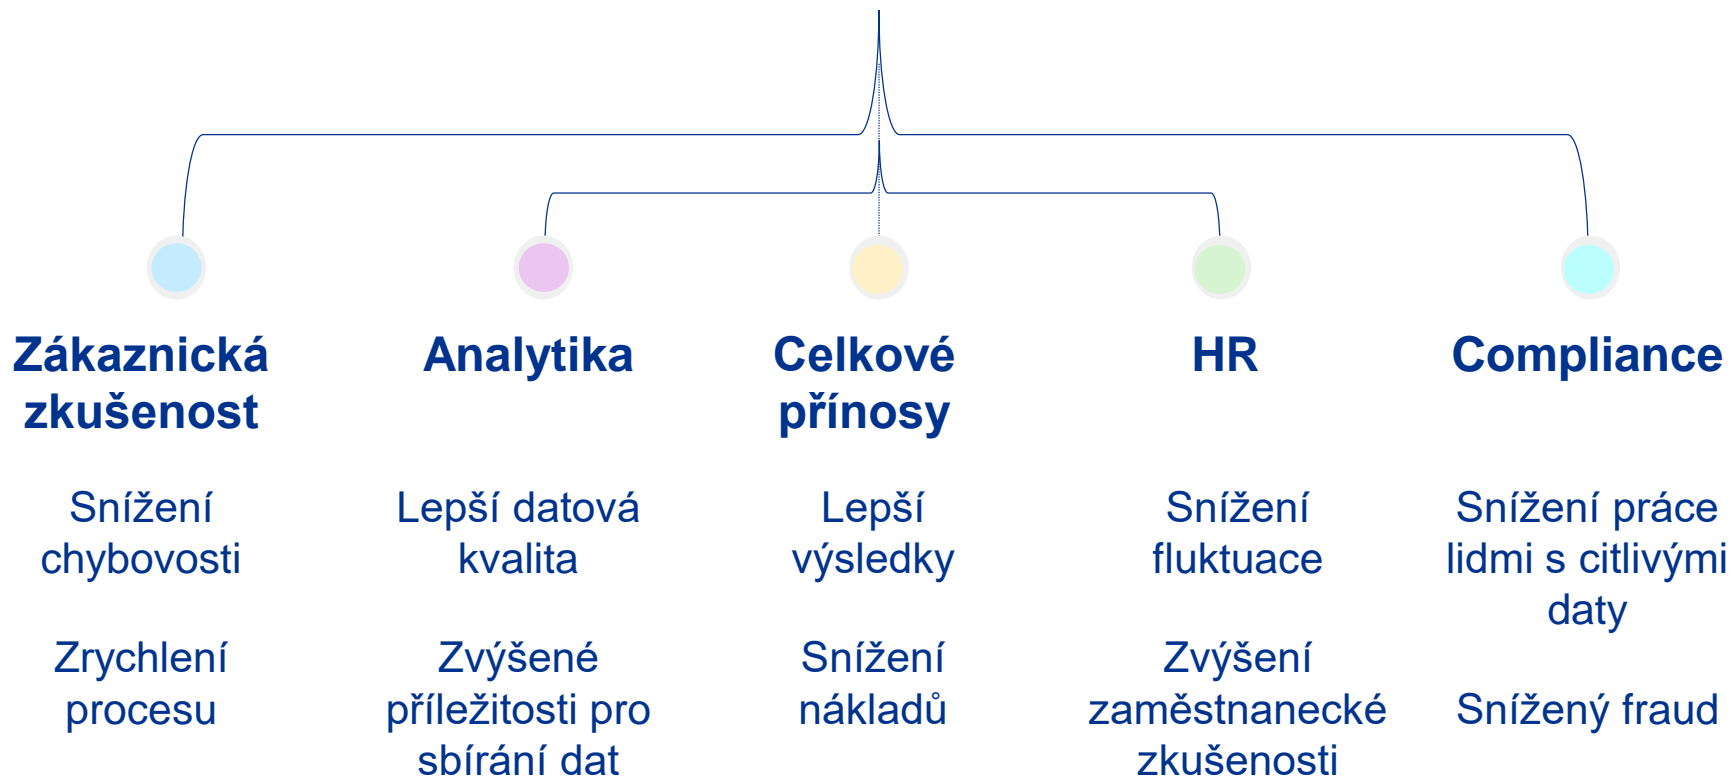 Zákaznická
zkušenost
Snížení
chybovosti
Zrychlení
procesu
Analytika
Lepší datová
kvalita
Zvýšené
příležitosti pro
sbírání dat
Celkové
přínosy
Lepší
výsledky
Snížení
nákladů
HR
Snížení
fluktuace
Zvýšení
zaměstnanecké
zkušenosti
Compliance
Snížení práce
lidmi s citlivými
daty
Snížený fraud